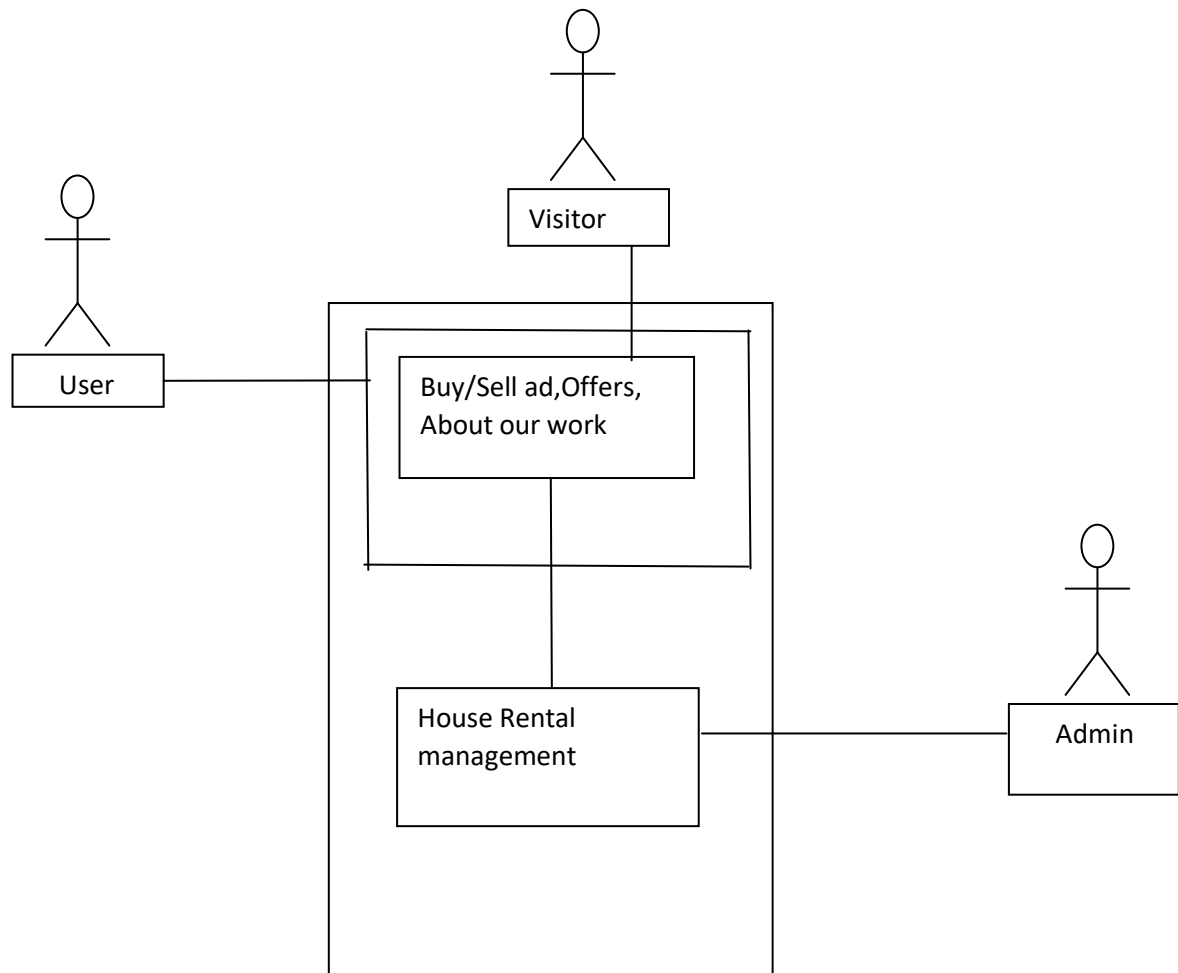 Visitor
User
Buy/Sell ad,Offers,
About our work
House Rental
management
Admin